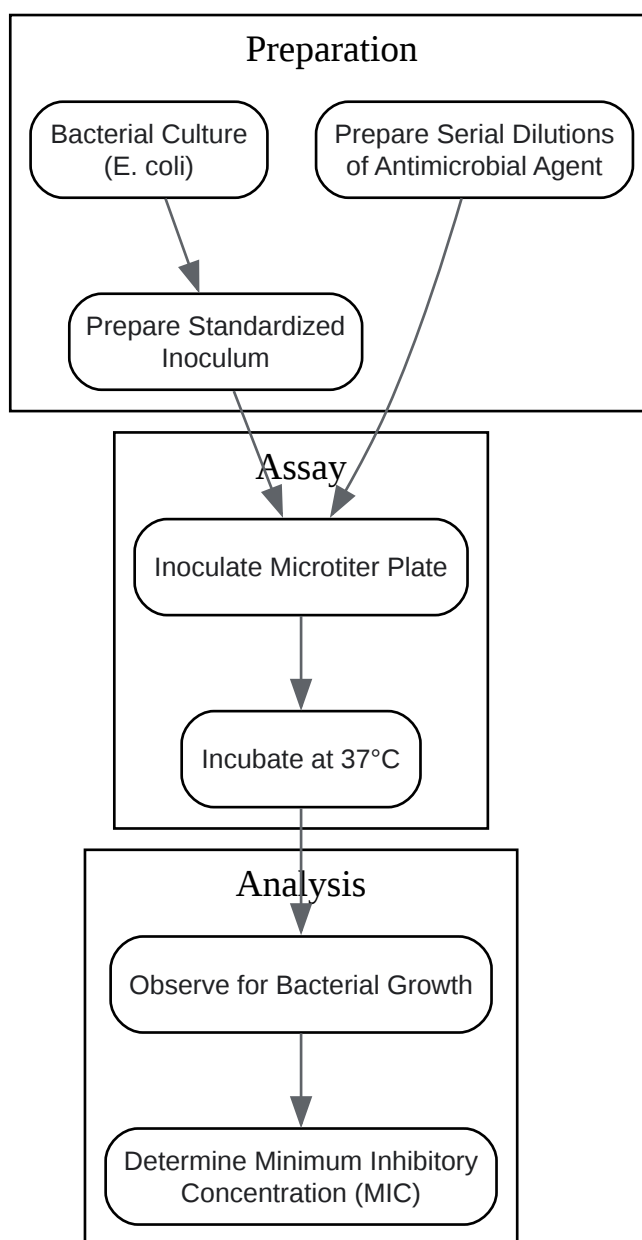 Preparation
Bacterial Culture
(E. coli)
Prepare Serial Dilutions
of Antimicrobial Agent
Prepare Standardized
Inoculum
Assay
Inoculate Microtiter Plate
Incubate at 37°C
Analysis
Observe for Bacterial Growth
Determine Minimum Inhibitory
Concentration (MIC)